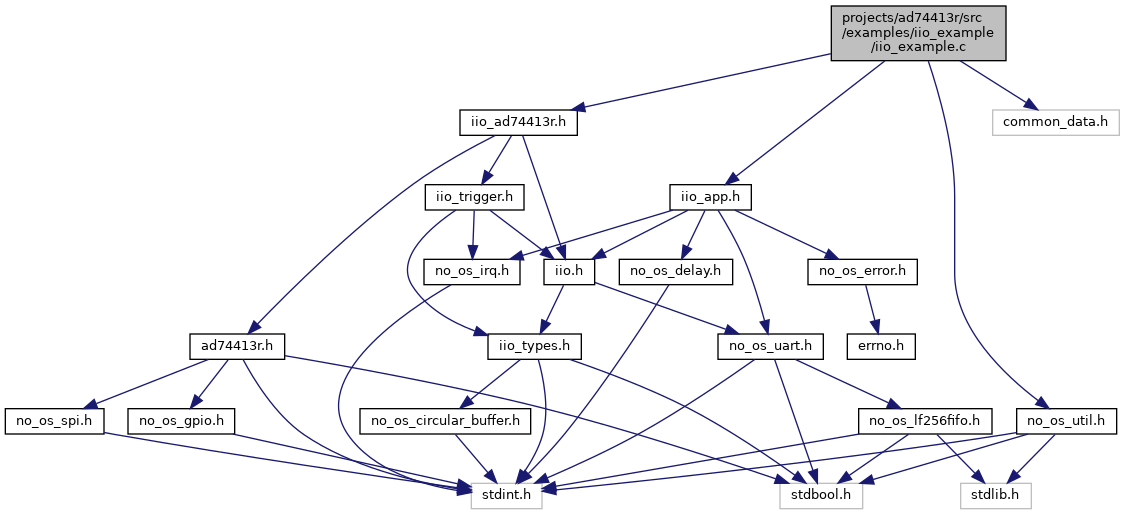 projects/ad74413r/src
/examples/iio_example
/iio_example.c
iio_ad74413r.h
common_data.h
iio_trigger.h
iio_app.h
no_os_irq.h
iio.h
no_os_delay.h
no_os_error.h
ad74413r.h
iio_types.h
no_os_uart.h
errno.h
no_os_spi.h
no_os_gpio.h
no_os_circular_buffer.h
no_os_lf256fifo.h
no_os_util.h
stdint.h
stdbool.h
stdlib.h